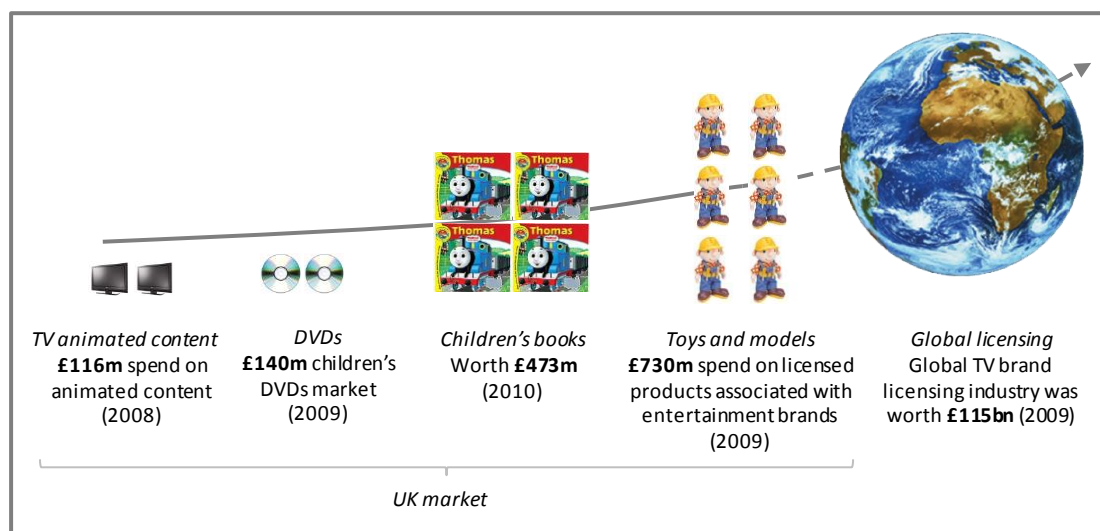 Thomas
Thomas
Thomas
Thomas
TV animated content
£116m spend on
animated content
(2008)
DVDs
£140m children's
DVDs market
(2009)
Children's books
Worth £473m
(2010)
Toys and models
£730m spend on licensed
products associated with
entertainment brands
(2009)
Global licensing
Global TV brand
licensing industry was
worth £115bn (2009)
UK market